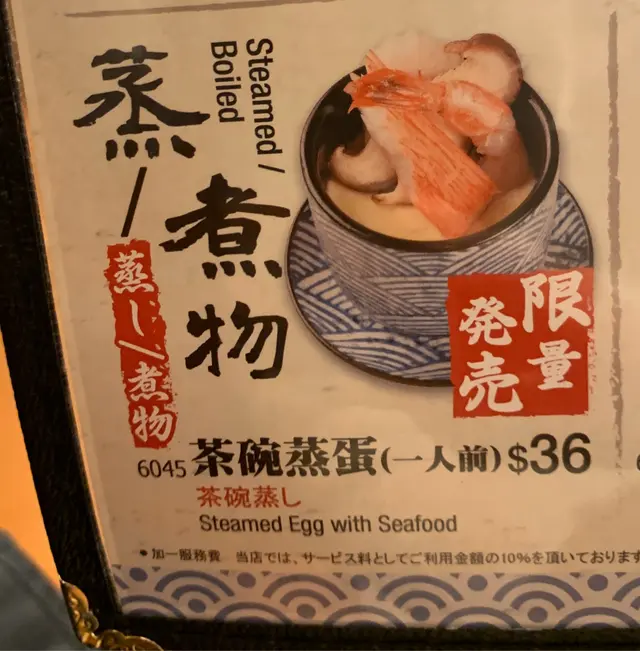 蒸/
煮物
Steamed /
Boiled
蒸し/煮物
限量
発売
6045 茶碗蒸蛋(一人前) $36
茶碗蒸し
Steamed Egg with Seafood
• 加一服務費 当店では、サービス料としてご利用金額の10%を頂いております